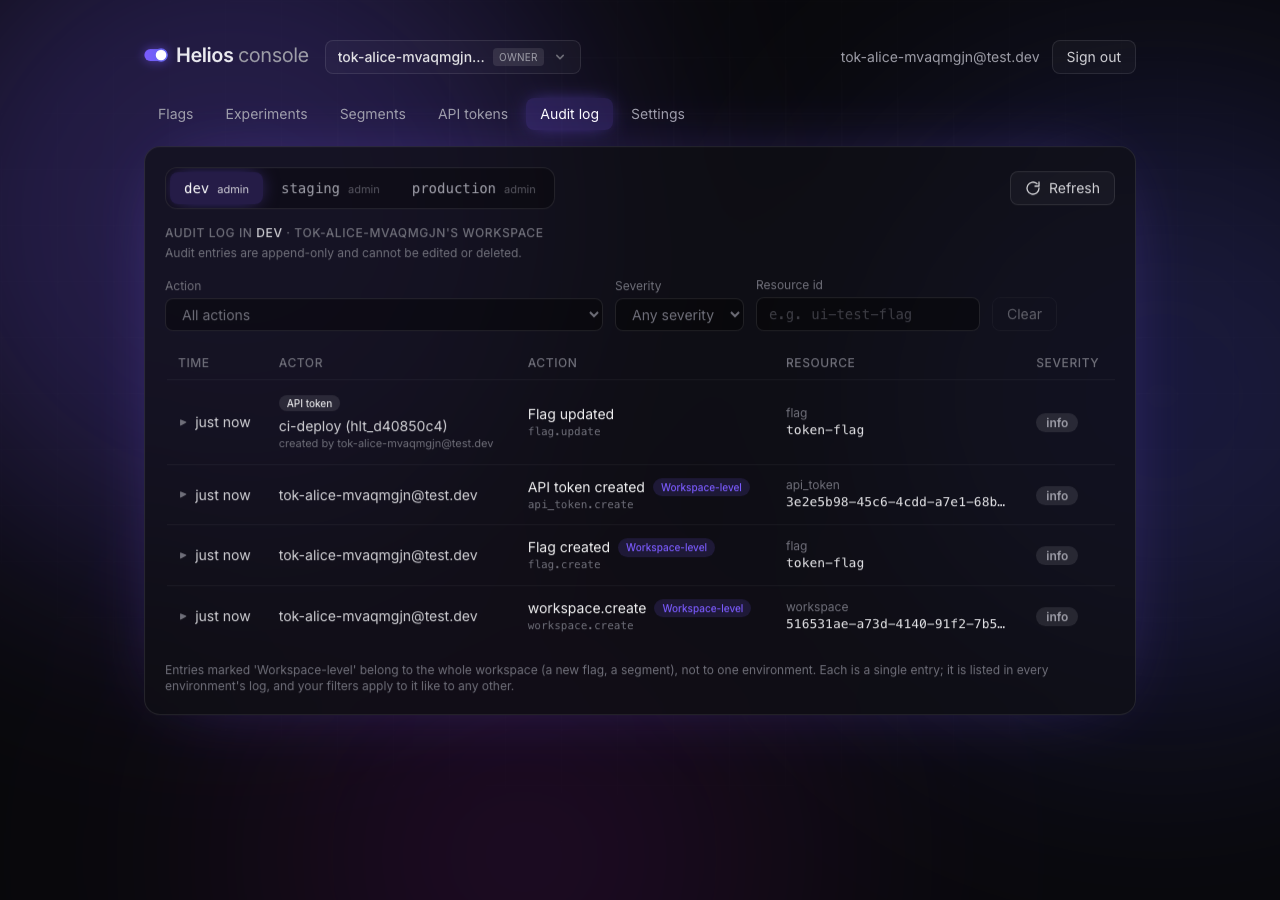 Helios console
tok-alice-mvaqmgjn... OWNER
tok-alice-mvaqmgjn@test.dev
Sign out
Flags
Experiments
Segments
API tokens
Audit log
Settings
dev admin
staging admin
production admin
Refresh
AUDIT LOG IN DEV · TOK-ALICE-MVAQMGJN'S WORKSPACE
Audit entries are append-only and cannot be edited or deleted.
Action
Severity
Resource id
All actions
Any severity
e.g. ui-test-flag
Clear
TIME ACTOR ACTION RESOURCE SEVERITY
just now
API token
ci-deploy (hlt_d40850c4)
created by tok-alice-mvaqmgjn@test.dev
Flag updated
flag.update
flag
token-flag
info
just now
tok-alice-mvaqmgjn@test.dev
API token created Workspace-level
api_token.create
api_token
3e2e5b98-45c6-4cdd-a7e1-68b…
info
just now
tok-alice-mvaqmgjn@test.dev
Flag created Workspace-level
flag.create
flag
token-flag
info
just now
tok-alice-mvaqmgjn@test.dev
workspace.create Workspace-level
workspace.create
workspace
516531ae-a73d-4140-91f2-7b5…
info
Entries marked 'Workspace-level' belong to the whole workspace (a new flag, a segment), not to one environment. Each is a single entry; it is listed in every
environment's log, and your filters apply to it like to any other.